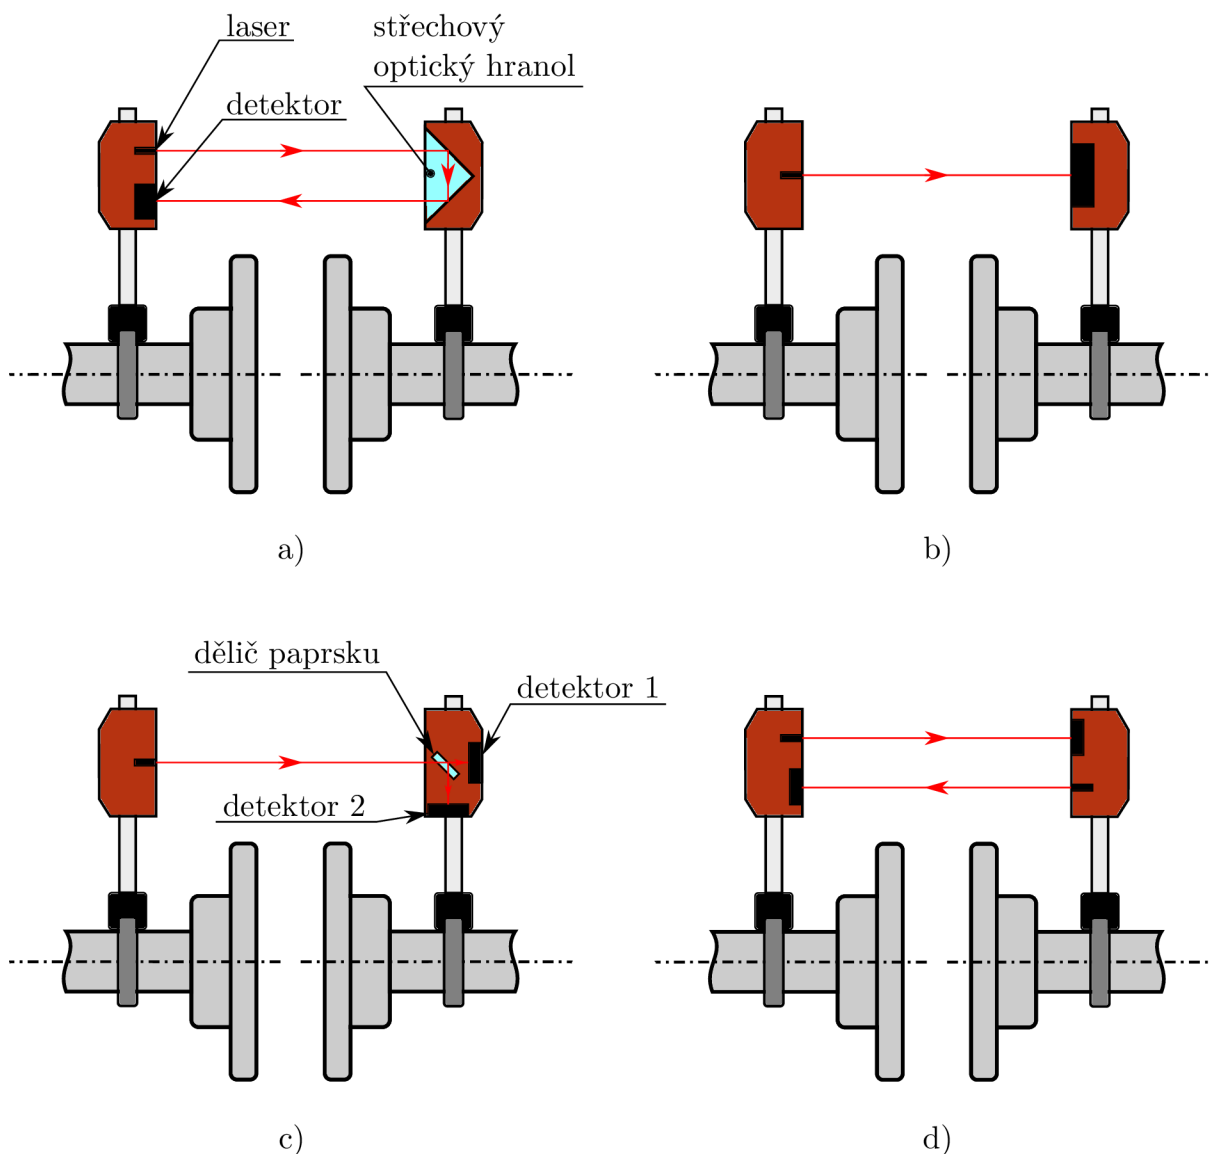 laser
střechový
optický hranol
detektor
a)
b)
dělič paprsku
detektor 1
detektor 2
c)
d)